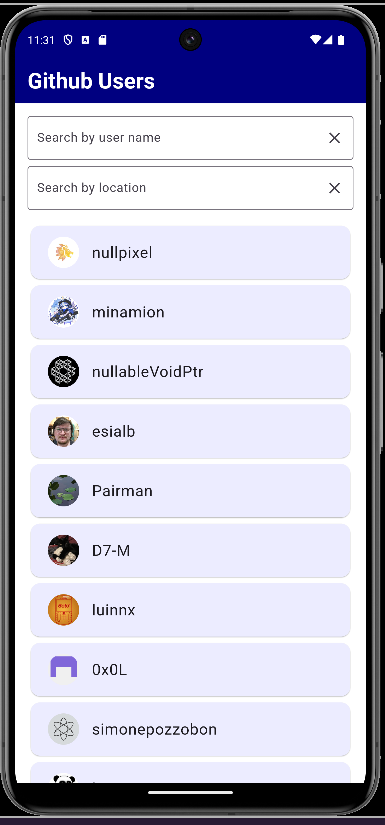 11:31
Github Users
Search by user name
Search by location
nullpixel
minamion
nullableVoidPtr
esialb
Pairman
D7-M
luinnx
0x0L
simonepozzobon